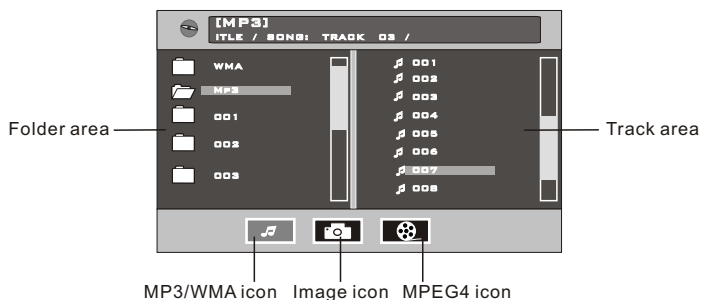 [MP3]
ITLE / SONG: TRACK 03 /
WMA
MP3
001
002
003
001
002
003
004
005
006
007
008
Folder area
Track area
MP3/WMA icon
Image icon
MPEG4 icon